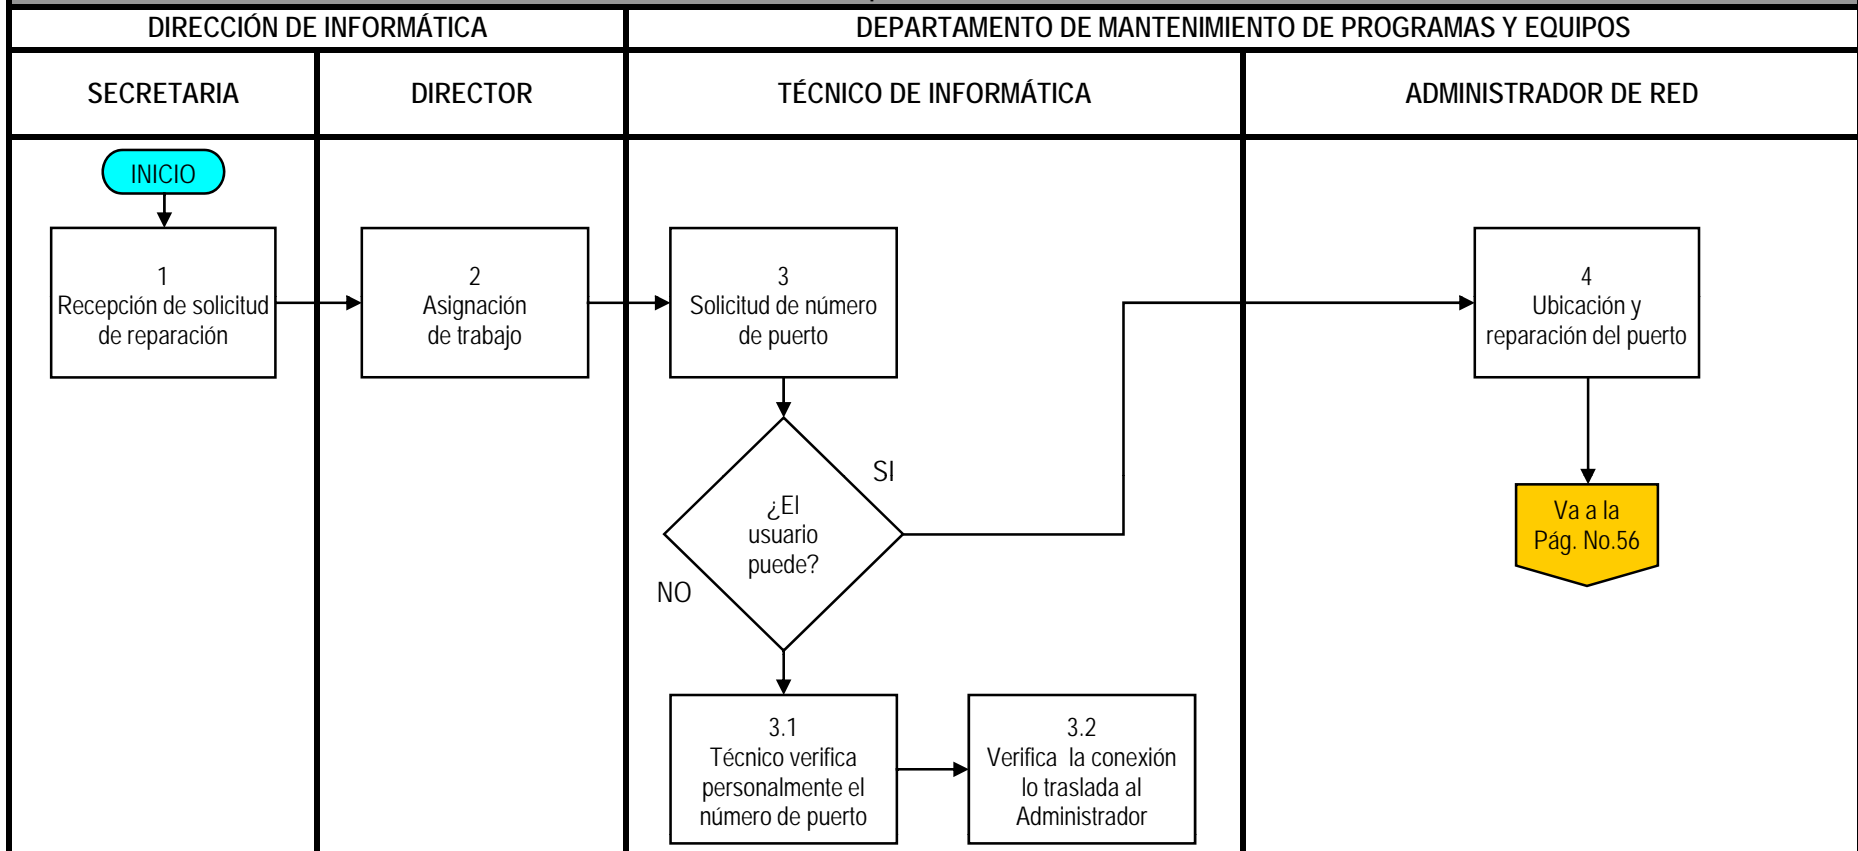 DIRECCIÓN DE INFORMÁTICA
DEPARTAMENTO DE MANTENIMIENTO DE PROGRAMAS Y EQUIPOS
SECRETARIA
DIRECTOR
TÉCNICO DE INFORMÁTICA
ADMINISTRADOR DE RED
INICIO
1
Recepción de solicitud
de reparación
2
Asignación
de trabajo
3
Solicitud de número
de puerto
4
Ubicación y
reparación del puerto
SI
¿El
usuario
puede?
NO
Va a la
Pág. No.56
3.1
Técnico verifica
personalmente el
número de puerto
3.2
Verifica  la conexión
lo traslada al
Administrador